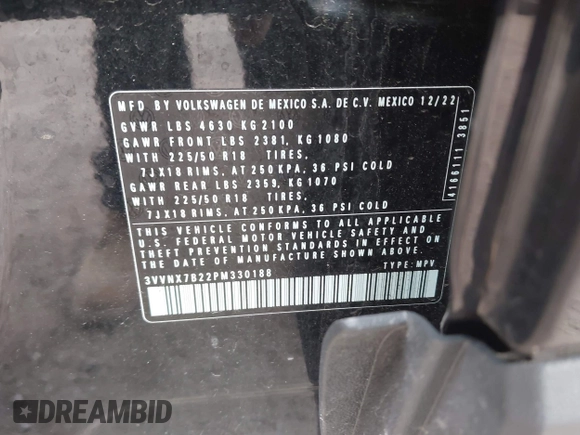 MFD BY VOLKSWAGEN DE MEXICO S.A. DE C.V. MEXICO 12/22
GVWR LBS 4630 KG 2100
GAWR FRONT LBS 2381, KG 1080
WITH 225/50 R18 TIRES,
7JX18 RIMS, AT 250 KPA, 36 PSI COLD
GAWR REAR LBS 2359, KG 1070
WITH 225/50 R18 TIRES,
7JX18 RIMS, AT 250 KPA, 36 PSI COLD
THIS VEHICLE CONFORMS TO ALL APPLICABLE
U.S. FEDERAL MOTOR VEHICLE SAFETY AND
THEFT PREVENTION STANDARDS IN EFFECT ON
THE DATE OF MANUFACTURE SHOWN ABOVE.
3VVNX7B22PM330188
TYPE: MPV
4166111 3851
DREAMBID